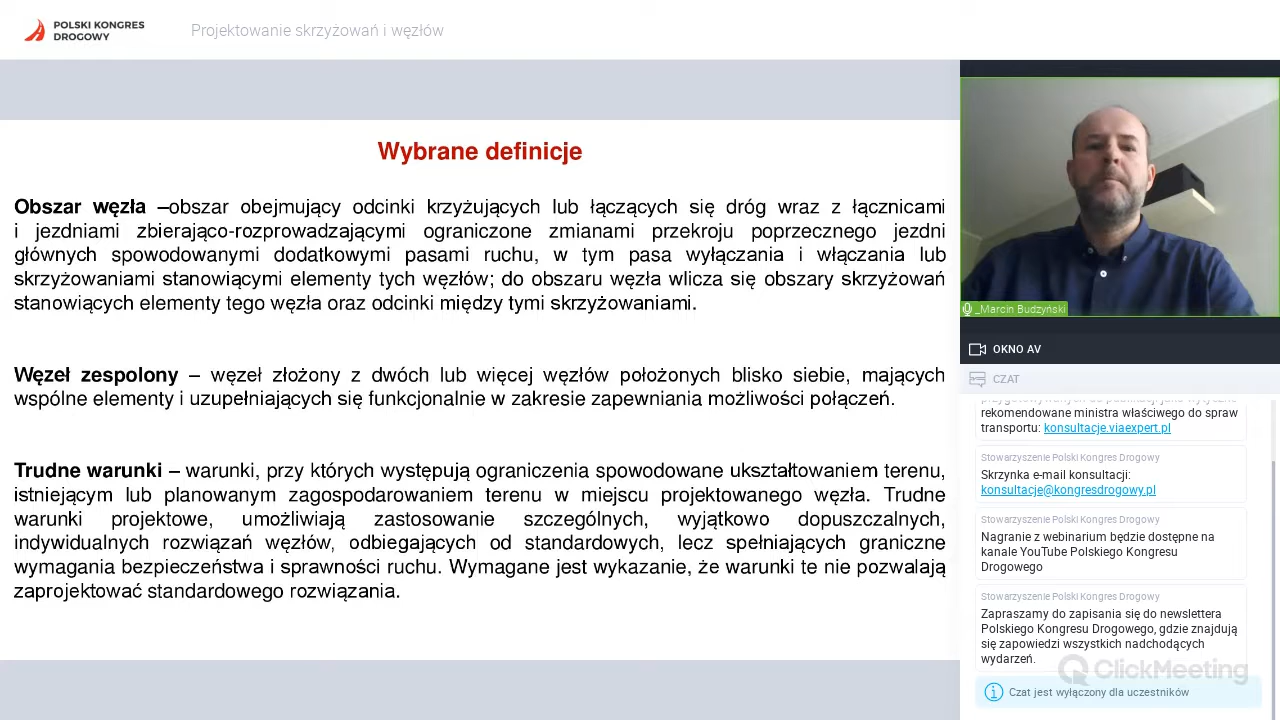 POLSKI KONGRES
DROGOWY
Projektowanie skrzyżowań i węzłów
Wybrane definicje
Obszar węzła –obszar obejmujący odcinki krzyżujących lub łączących się dróg wraz z łącznicami
i jezdniami zbierająco-rozprowadzającymi ograniczone zmianami przekroju poprzecznego jezdni
głównych spowodowanymi dodatkowymi pasami ruchu, w tym pasa wyłączania i włączania lub
skrzyżowaniami stanowiącymi elementy tych węzłów; do obszaru węzła wlicza się obszary skrzyżowań
stanowiących elementy tego węzła oraz odcinki między tymi skrzyżowaniami.
Węzeł zespolony – węzeł złożony z dwóch lub więcej węzłów położonych blisko siebie, mających
wspólne elementy i uzupełniających się funkcjonalnie w zakresie zapewniania możliwości połączeń.
Trudne warunki – warunki, przy których występują ograniczenia spowodowane ukształtowaniem terenu,
istniejącym lub planowanym zagospodarowaniem terenu w miejscu projektowanego węzła. Trudne
warunki projektowe, umożliwiają zastosowanie szczególnych, wyjątkowo dopuszczalnych,
indywidualnych rozwiązań węzłów, odbiegających od standardowych, lecz spełniających graniczne
wymagania bezpieczeństwa i sprawności ruchu. Wymagane jest wykazanie, że warunki te nie pozwalają
zaprojektować standardowego rozwiązania.
_Marcin Budzyński
OKNO AV
CZAT
rekomendowane ministra właściwego do spraw
transportu: konsultacje.viaexpert.pl
Stowarzyszenie Polski Kongres Drogowy
Skrzynka e-mail konsultacji:
konsultacje@kongresdrogowy.pl
Stowarzyszenie Polski Kongres Drogowy
Nagranie z webinarium będzie dostępne na
kanale YouTube Polskiego Kongresu
Drogowego
Stowarzyszenie Polski Kongres Drogowy
Zapraszamy do zapisania się do newslettera
Polskiego Kongresu Drogowego, gdzie znajdują
się zapowiedzi wszystkich nadchodzących
wydarzeń.
ClickMeeting
Czat jest wyłączony dla uczestników